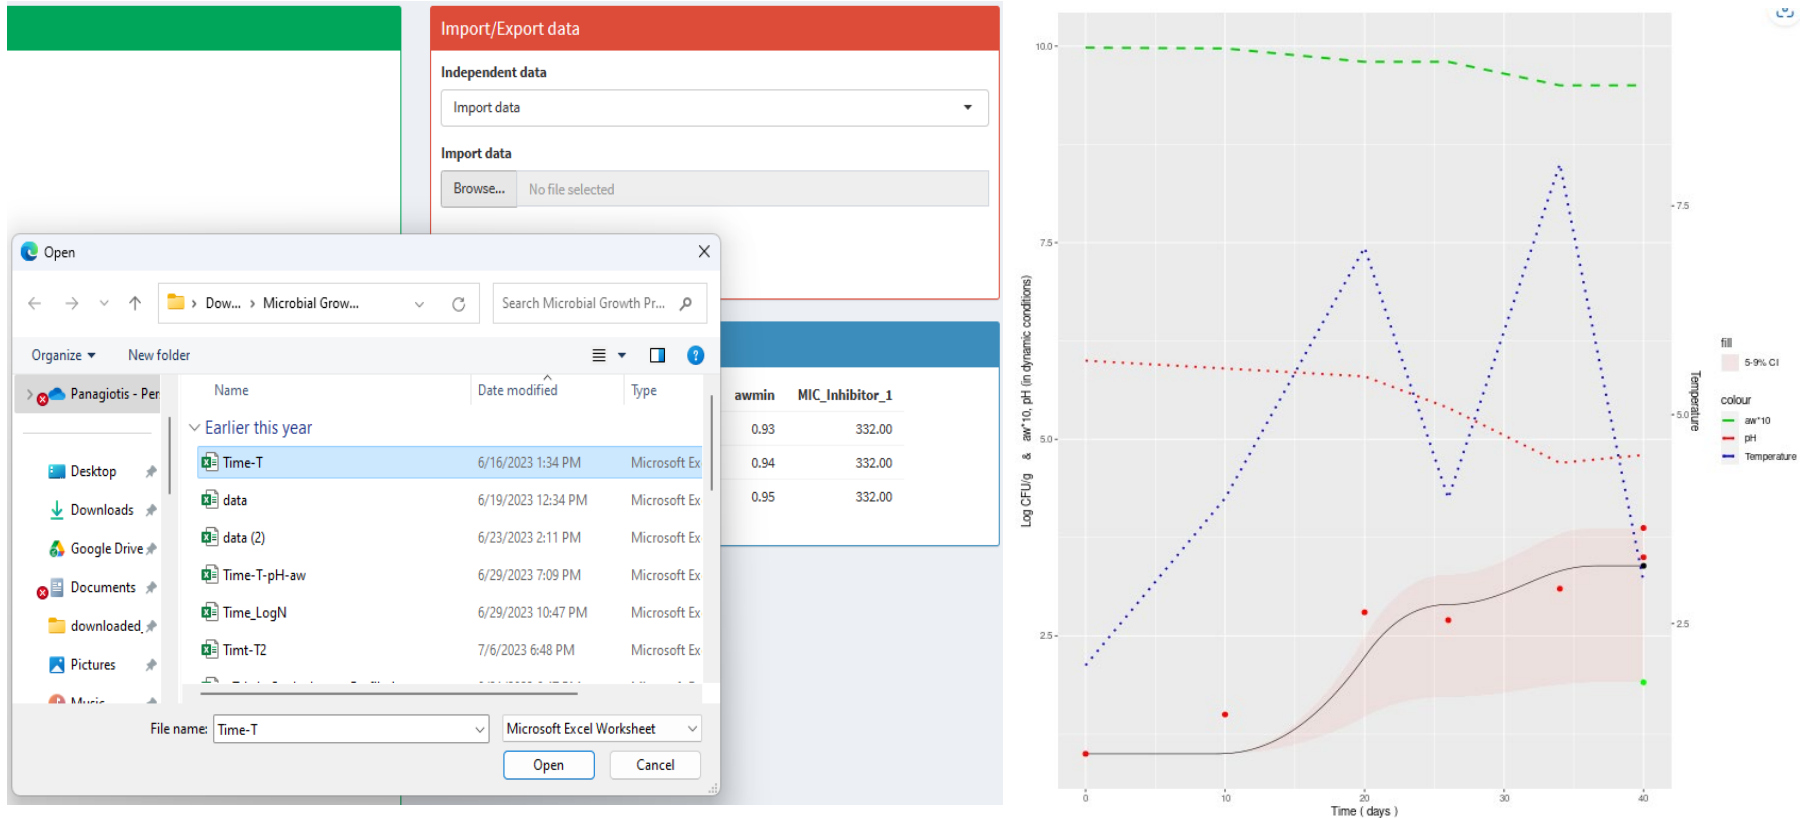 Import/Export data
Independent data
Import data
Import data
Browse... No file selected
Open
Dow... Microbial Grow...
Search Microbial Growth Pr...
Organize New folder
Name Date modified Type
Panagiotis - Per
Earlier this year
Time-T 6/16/2023 1:34 PM Microsoft Ex
data 6/19/2023 12:34 PM Microsoft Ex
data (2) 6/23/2023 2:11 PM Microsoft Ex
Time-T-pH-aw 6/29/2023 7:09 PM Microsoft Ex
Time_LogN 6/29/2023 10:47 PM Microsoft Ex
Timt-T2 7/6/2023 6:48 PM Microsoft Ex
Desktop
Downloads
Google Drive
Documents
downloaded_
Pictures
Music
File name: Time-T
Microsoft Excel Worksheet
Open Cancel
awmin MIC_Inhibitor_1
0.93 332.00
0.94 332.00
0.95 332.00
Log CFU/g & aw*10, pH (in dynamic conditions)
10.0
7.5
5.0
2.5
0 10 20 30 40
Time ( days )
7.5
5.0
2.5
Temperature
fill
5-9% CI
colour
aw*10
pH
Temperature